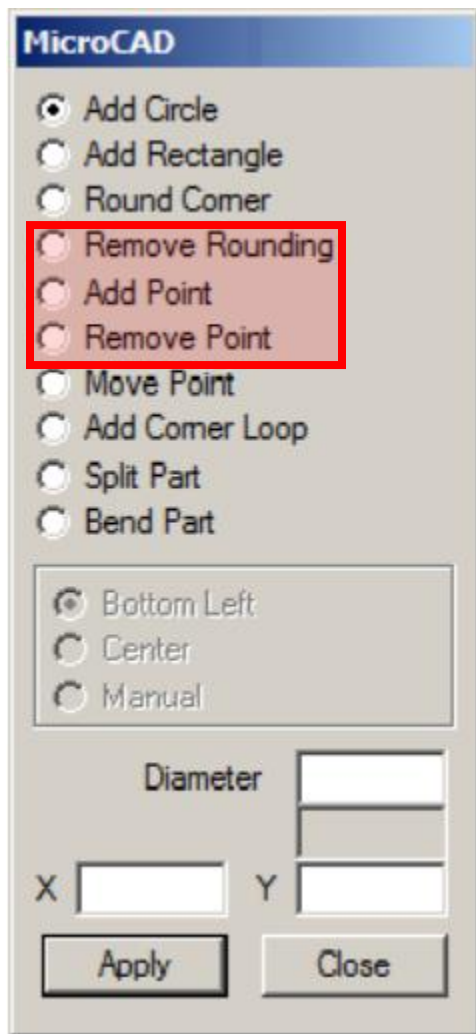 MicroCAD
Add Circle
Add Rectangle
Round Corner
Remove Rounding
Add Point
Remove Point
Move Point
Add Corner Loop
Split Part
Bend Part
Bottom Left
Center
Manual
Diameter
X Y
Apply Close